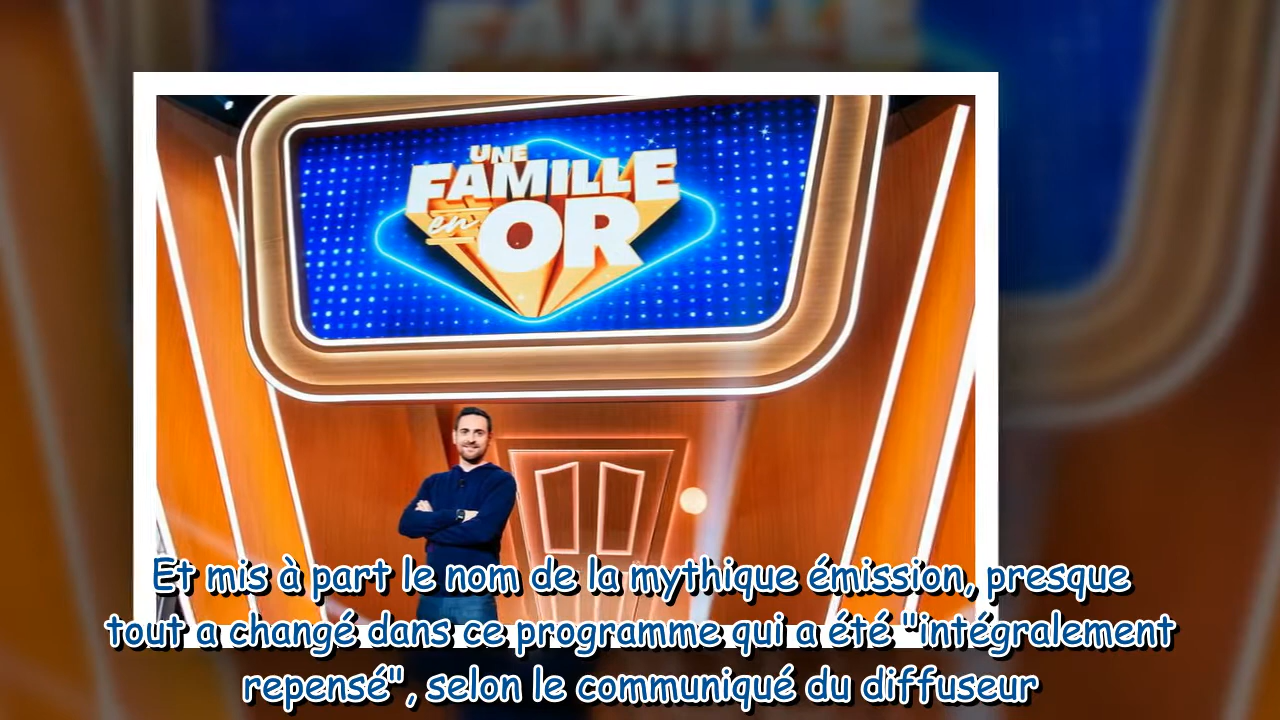 FAMILLE
UNE
FAMILLE
en
OR
Et mis à part le nom de la mythique émission, presque
tout a changé dans ce programme qui a été "intégralement
repensé", selon le communiqué du diffuseur